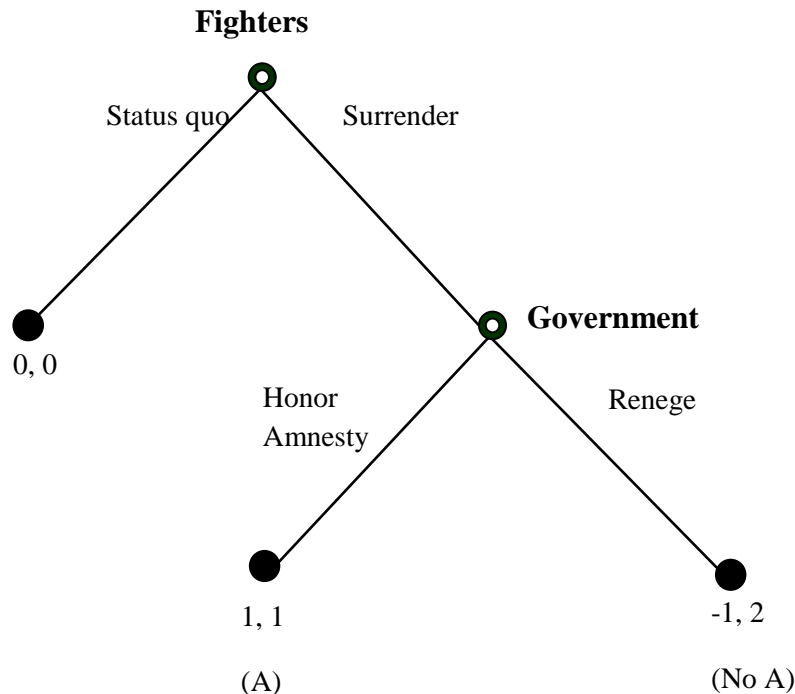 Fighters
Status quo
Surrender
Government
0, 0
Honor
Amnesty
Renege
1, 1
-1, 2
(A)
(No A)